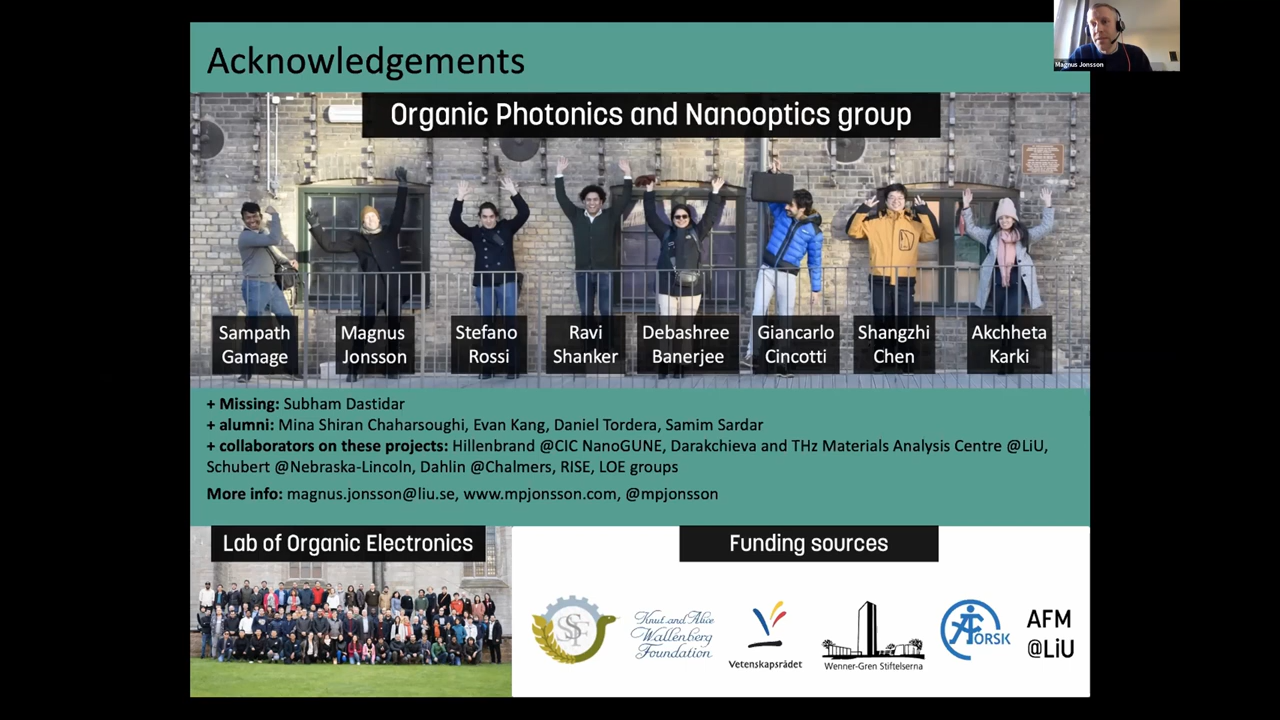 Acknowledgements
Magnus Jonsson
Organic Photonics and Nanooptics group
Sampath
Gamage
Magnus
Jonsson
Stefano
Rossi
Ravi
Shanker
Debashree
Banerjee
Giancarlo
Cincotti
Shangzhi
Chen
Akchheta
Karki
+ Missing: Subham Dastidar
+ alumni: Mina Shiran Chaharsoughi, Evan Kang, Daniel Tordera, Samim Sardar
+ collaborators on these projects: Hillenbrand @CIC NanoGUNE, Darakchieva and THz Materials Analysis Centre @LiU,
Schubert @Nebraska-Lincoln, Dahlin @Chalmers, RISE, LOE groups
More info: magnus.jonsson@liu.se, www.mpjonsson.com, @mpjonsson
Lab of Organic Electronics
Funding sources
SSF
Knut and Alice
Wallenberg
Foundation
Vetenskapsrådet
Wenner-Gren Stiftelserna
ÅForsk
AFM
@LiU